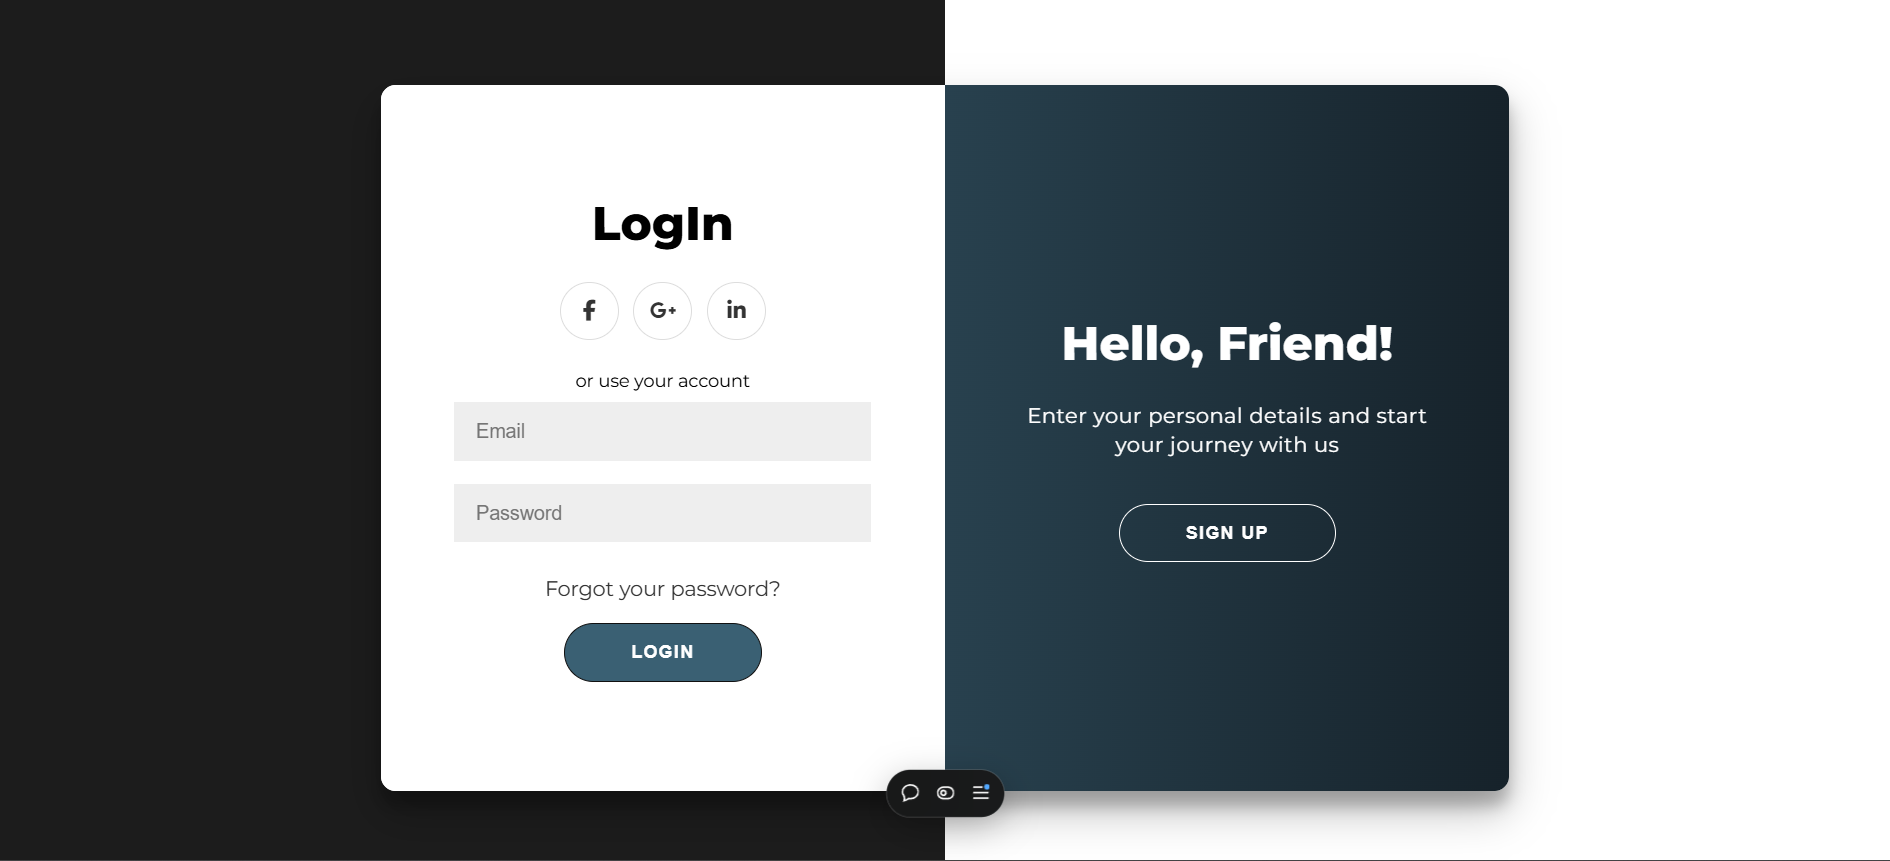 LogIn
f G+ in
or use your account
Email
Password
Forgot your password?
LOGIN
Hello, Friend!
Enter your personal details and start
your journey with us
SIGN UP